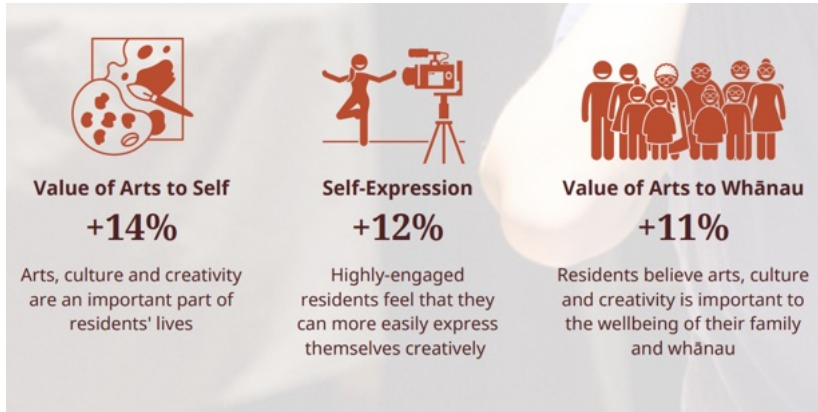 Value of Arts to Self
+14%
Arts, culture and creativity
are an important part of
residents' lives
Self-Expression
+12%
Highly-engaged
residents feel that they
can more easily express
themselves creatively
Value of Arts to Whānau
+11%
Residents believe arts, culture
and creativity is important to
the wellbeing of their family
and whānau